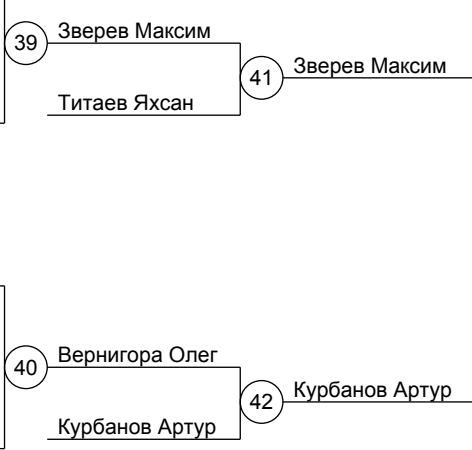 39
Зверев Максим
41
Зверев Максим
Титаев Яхсан
40
Вернигора Олег
42
Курбанов Артур
Курбанов Артур